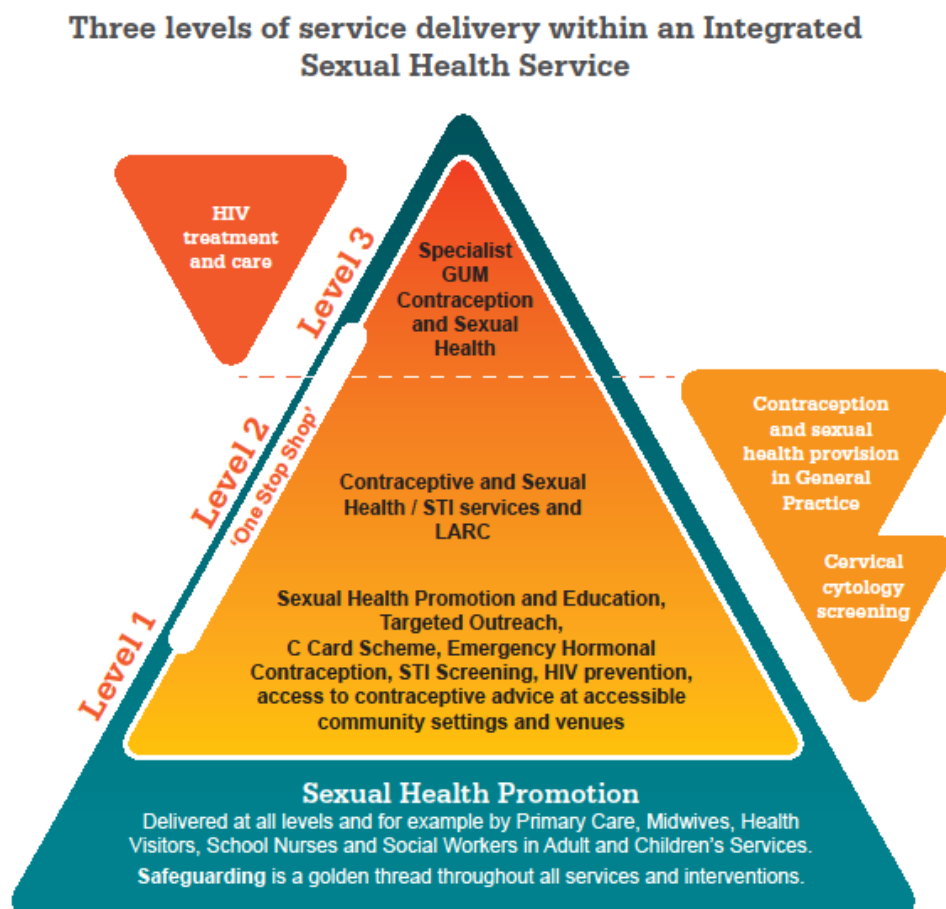 Three levels of service delivery within an Integrated
Sexual Health Service
HIV
treatment
and care
Level 3
Specialist
GUM
Contraception
and Sexual
Health
Level 2
'One Stop Shop'
Contraceptive and Sexual
Health / STI services and
LARC
Contraception
and sexual
health provision
in General
Practice
Cervical
cytology
screening
Level 1
Sexual Health Promotion and Education,
Targeted Outreach,
C Card Scheme, Emergency Hormonal
Contraception, STI Screening, HIV prevention,
access to contraceptive advice at accessible
community settings and venues
Sexual Health Promotion
Delivered at all levels and for example by Primary Care, Midwives, Health
Visitors, School Nurses and Social Workers in Adult and Children's Services.
Safeguarding is a golden thread throughout all services and interventions.